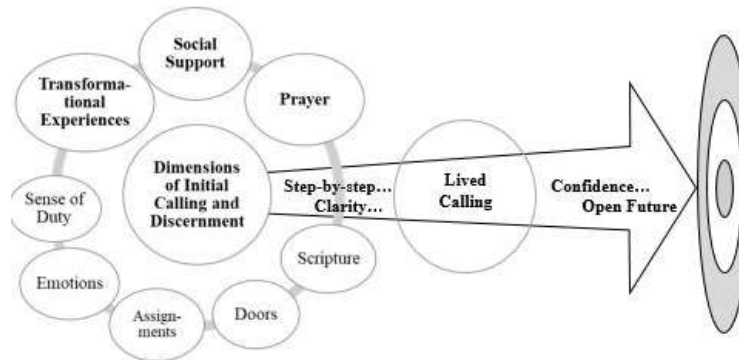 Social
Support
Transforma-
tional
Experiences
Prayer
Dimensions
of Initial
Calling and
Discernment
Step-by-step...
Clarity...
Lived
Calling
Confidence...
Open Future
Sense of
Duty
Scripture
Emotions
Assign-
ments
Doors